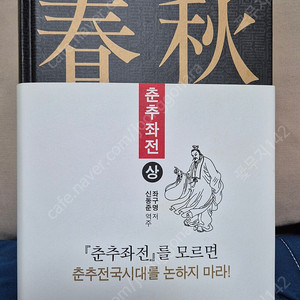 春秋
춘추좌전
상
좌구명 저
신동준 역주
『춘추좌전』를 모르면
춘추전국시대를 논하지 마라!